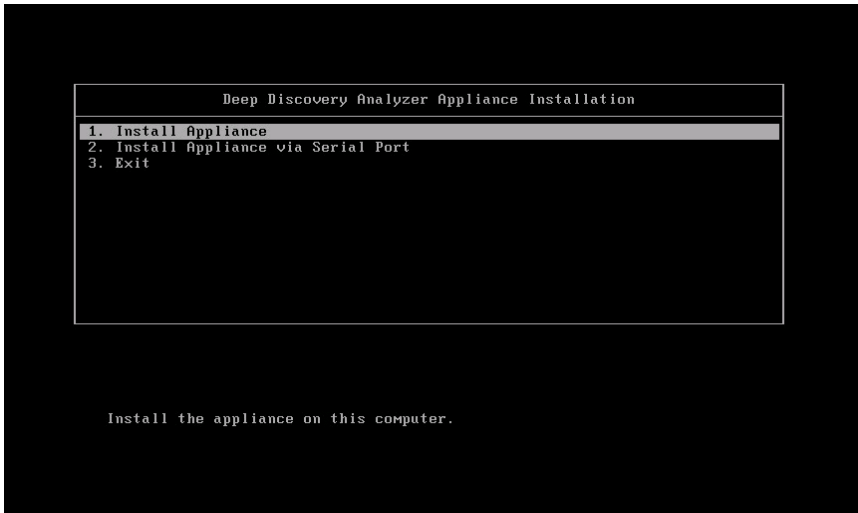 Deep Discovery Analyzer Appliance Installation
1. Install Appliance
2. Install Appliance via Serial Port
3. Exit
Install the appliance on this computer.